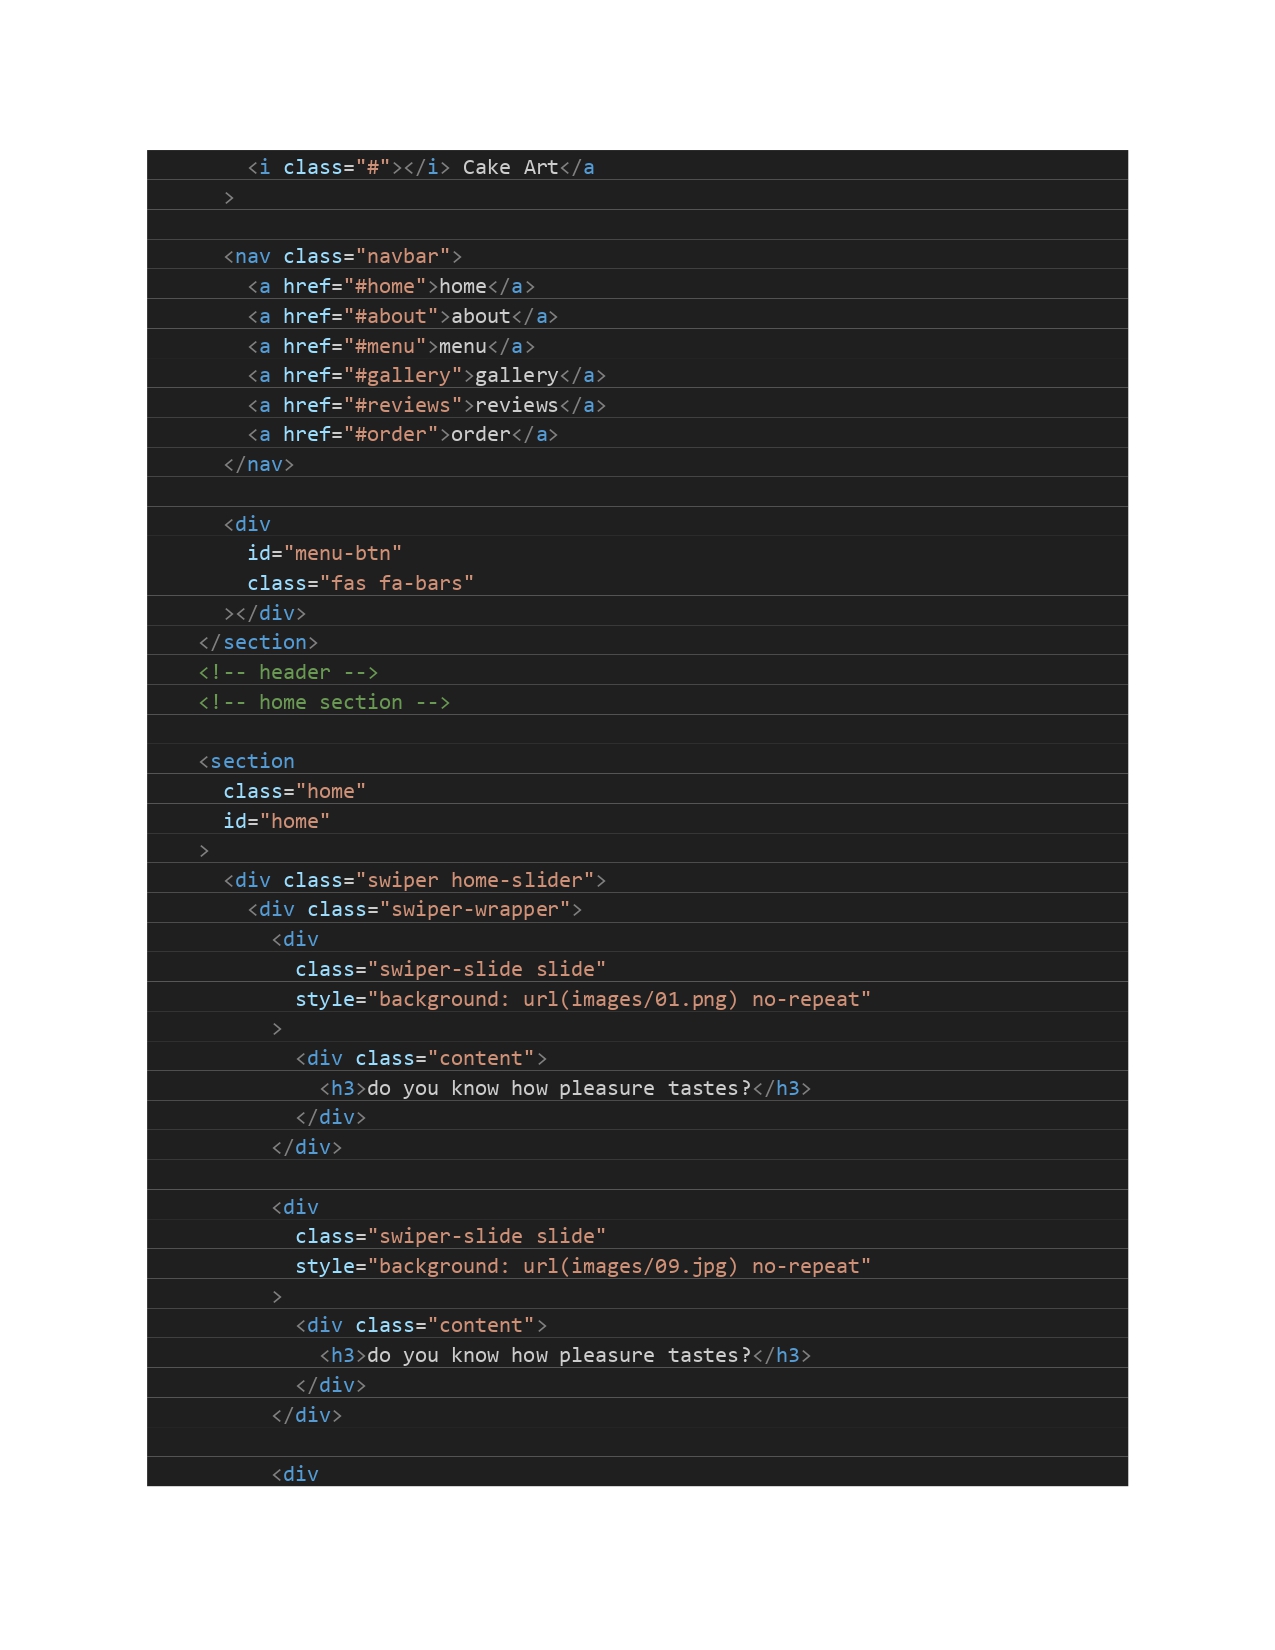 <i class="#"></i> Cake Art</a
>
<nav class="navbar">
<a href="#home">home</a>
<a href="#about">about</a>
<a href="#menu">menu</a>
<a href="#gallery">gallery</a>
<a href="#reviews">reviews</a>
<a href="#order">order</a>
</nav>
<div
id="menu-btn"
class="fas fa-bars"
></div>
</section>
<!-- header -->
<!-- home section -->
<section
class="home"
id="home"
>
<div class="swiper home-slider">
<div class="swiper-wrapper">
<div
class="swiper-slide slide"
style="background: url(images/01.png) no-repeat"
>
<div class="content">
<h3>do you know how pleasure tastes?</h3>
</div>
</div>
<div
class="swiper-slide slide"
style="background: url(images/09.jpg) no-repeat"
>
<div class="content">
<h3>do you know how pleasure tastes?</h3>
</div>
</div>
<div